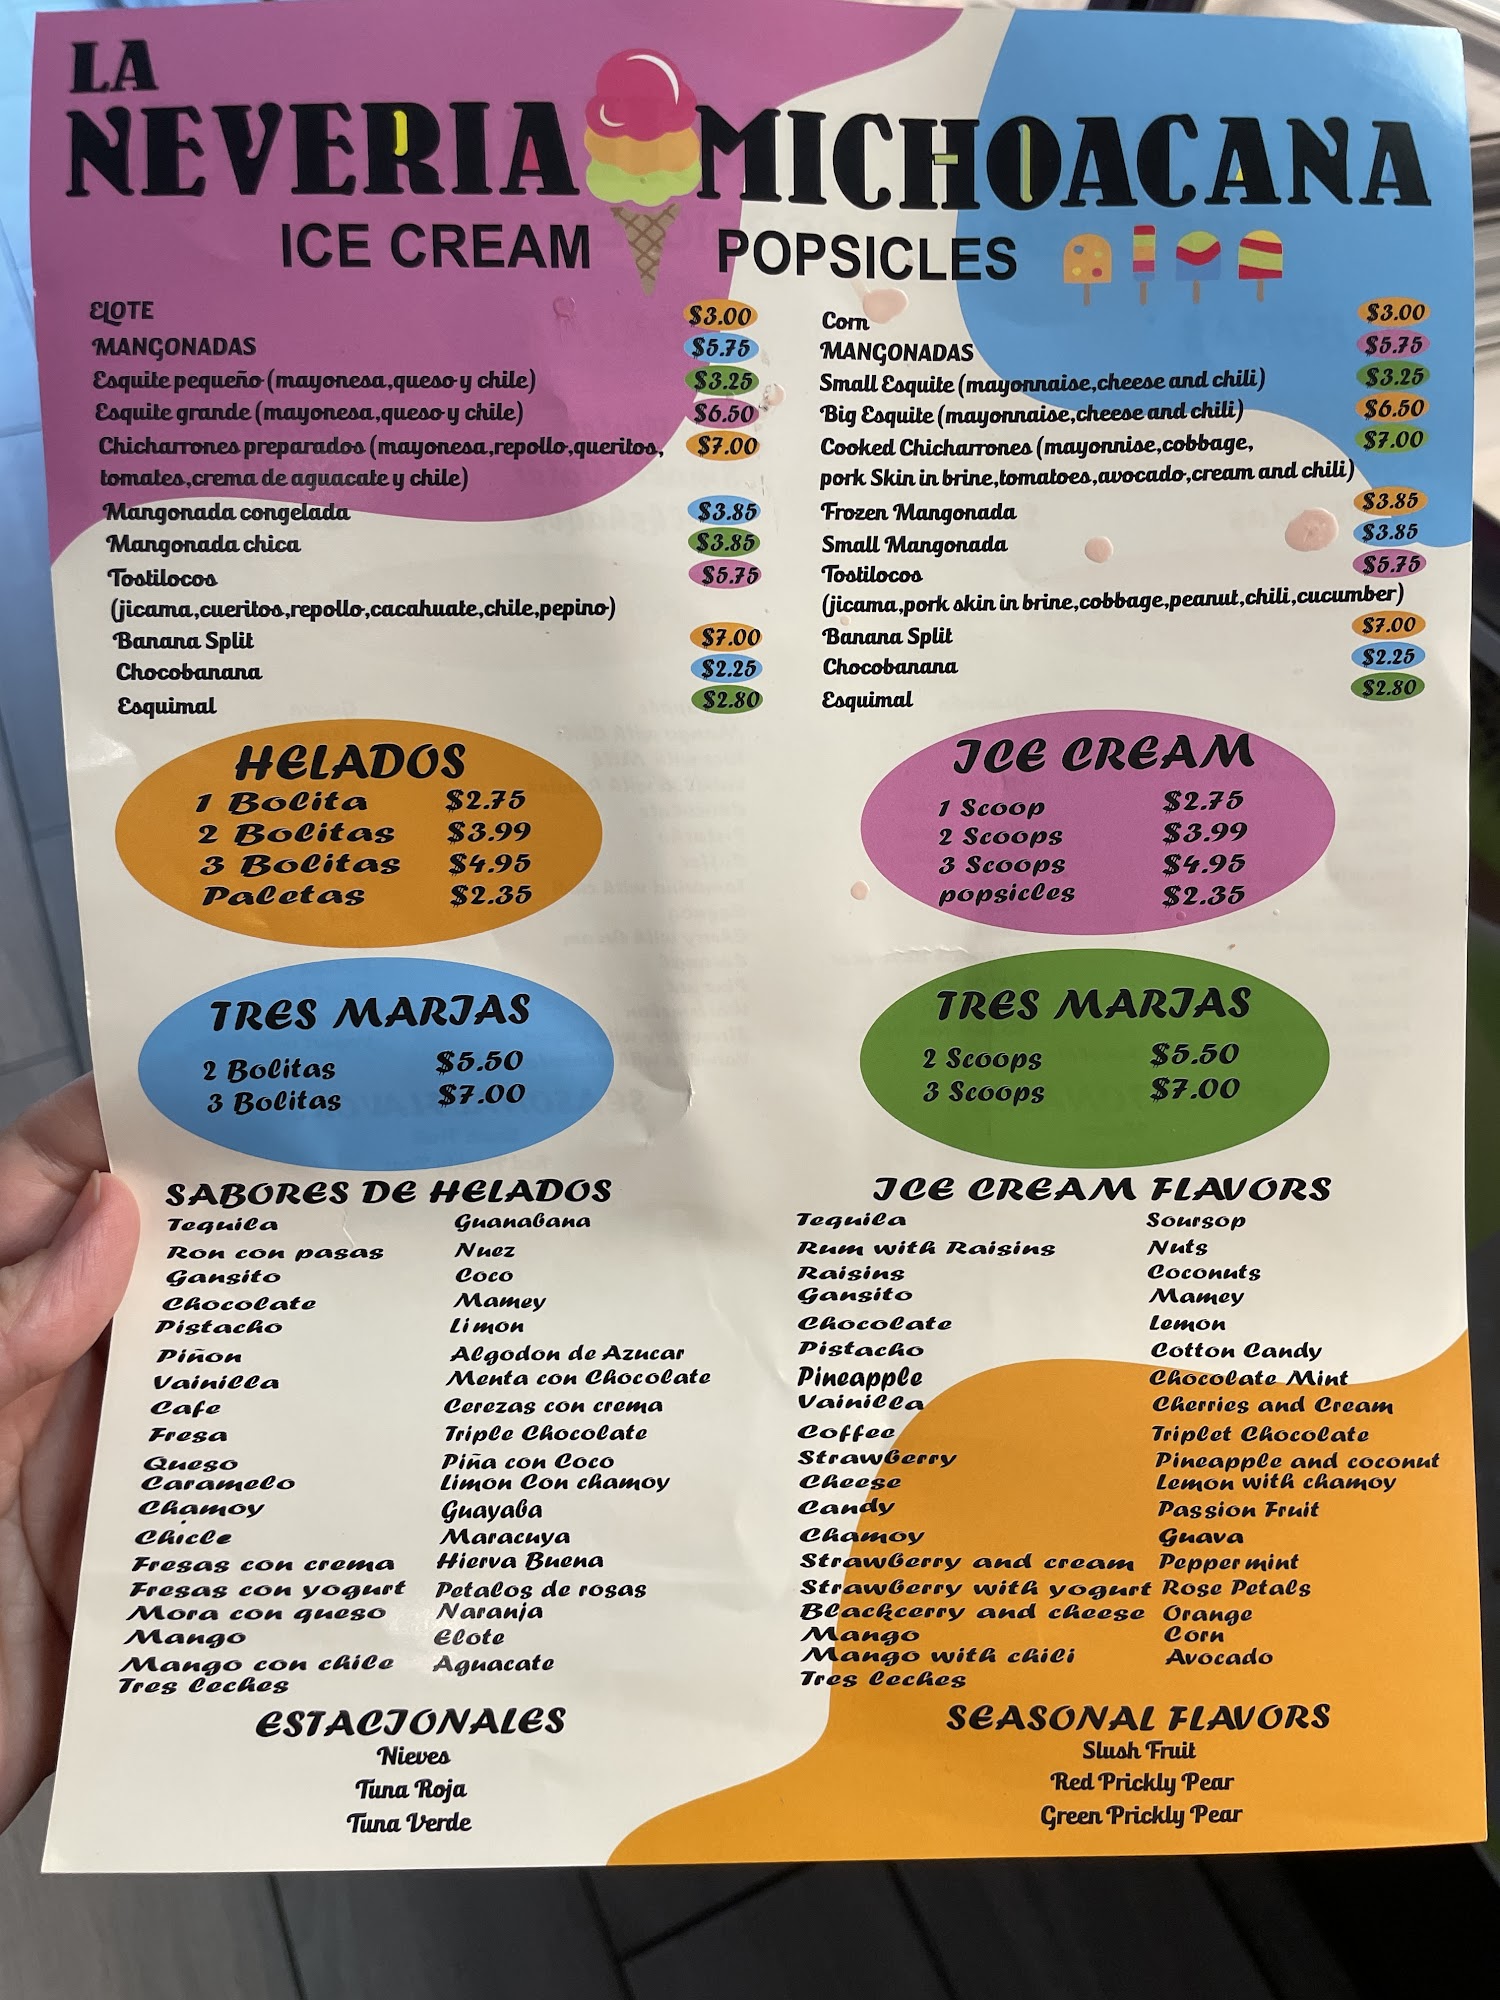 LA
NEVERIA MICHOACANA
ICE CREAM POPSICLES
ELOTE $3.00
MANGONADAS $5.75
Esquite pequeño (mayonesa,queso y chile) $3.25
Esquite grande (mayonesa,queso y chile) $6.50
Chicharrones preparados (mayonesa,repollo,queritos, $7.00
tomates,crema de aguacate y chile)
Mangonada congelada $3.85
Mangonada chica $3.85
Tostilocos $5.75
(jicama,cueritos,repollo,cacahuate,chile,pepino)
Banana Split $7.00
Chocobanana $2.25
Esquimal $2.80
Corn $3.00
MANGONADAS $5.75
Small Esquite (mayonnaise,cheese and chili) $3.25
Big Esquite (mayonnaise,cheese and chili) $6.50
Cooked Chicharrones (mayonnise,cobbage, $7.00
pork Skin in brine,tomatoes,avocado,cream and chili)
Frozen Mangonada $3.85
Small Mangonada $3.85
Tostilocos $5.75
(jicama,pork skin in brine,cobbage,peanut,chili,cucumber)
Banana Split $7.00
Chocobanana $2.25
Esquimal $2.80
HELADOS
1 Bolita $2.75
2 Bolitas $3.99
3 Bolitas $4.95
Paletas $2.35
ICE CREAM
1 Scoop $2.75
2 Scoops $3.99
3 Scoops $4.95
popsicles $2.35
TRES MARIAS
2 Bolitas $5.50
3 Bolitas $7.00
TRES MARIAS
2 Scoops $5.50
3 Scoops $7.00
SABORES DE HELADOS
Tequila
Ron con pasas
Gansito
Chocolate
Pistacho
Piñon
Vainilla
Cafe
Fresa
Queso
Caramelo
Chamoy
Chicle
Fresas con crema
Fresas con yogurt
Mora con queso
Mango
Mango con chile
Tres leches
Guanabana
Nuez
Coco
Mamey
Limon
Algodon de Azucar
Menta con Chocolate
Cerezas con crema
Triple Chocolate
Piña con Coco
Limon Con chamoy
Guayaba
Maracuya
Hierva Buena
Petalos de rosas
Naranja
Elote
Aguacate
ICE CREAM FLAVORS
Tequila
Rum with Raisins
Raisins
Gansito
Chocolate
Pistacho
Pineapple
Vainilla
Coffee
Strawberry
Cheese
Candy
Chamoy
Strawberry and cream
Strawberry with yogurt
Blackcerry and cheese
Mango
Mango with chili
Tres leches
Soursop
Nuts
Coconuts
Mamey
Lemon
Cotton Candy
Chocolate Mint
Cherries and Cream
Triplet Chocolate
Pineapple and coconut
Lemon with chamoy
Passion Fruit
Guava
Peppermint
Rose Petals
Orange
Corn
Avocado
ESTACIONALES
Nieves
Tuna Roja
Tuna Verde
SEASONAL FLAVORS
Slush Fruit
Red Prickly Pear
Green Prickly Pear